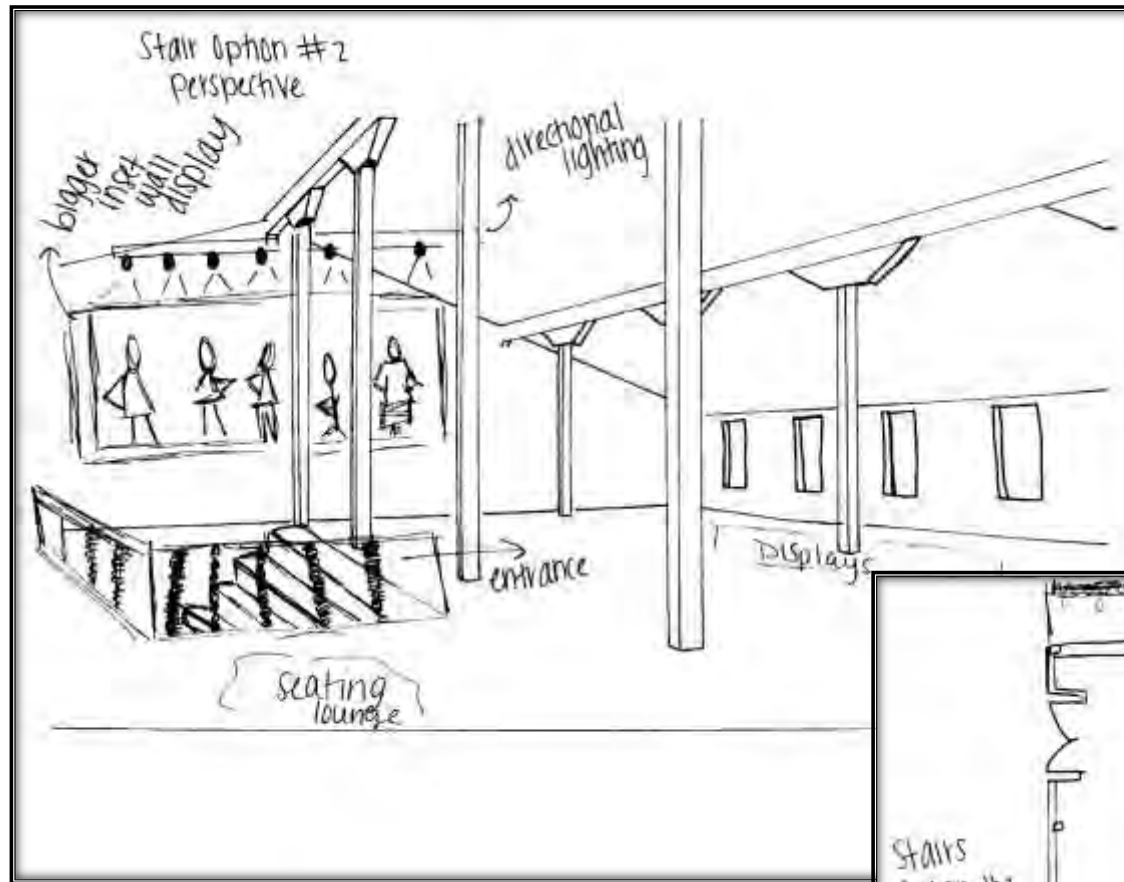 Stair Option #2
Perspective
bigger
inset
wall
display
directional
lighting
entrance
Displays
seating
lounge
Stairs